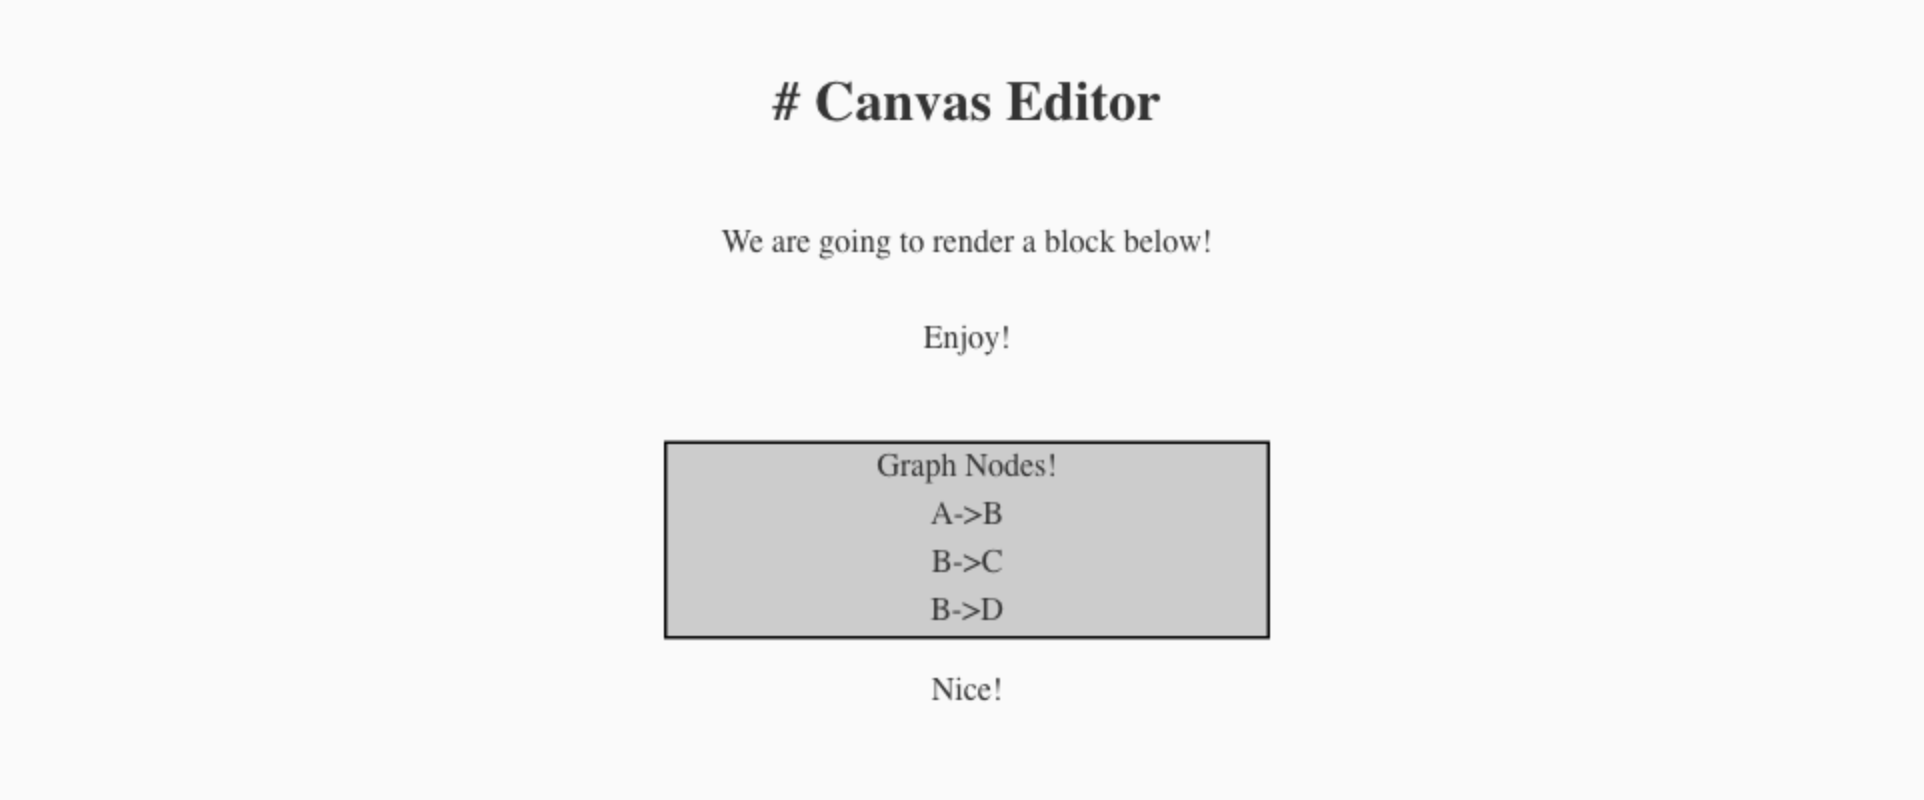 # Canvas Editor
We are going to render a block below!
Enjoy!
Graph Nodes!
A->B
B->C
B->D
Nice!